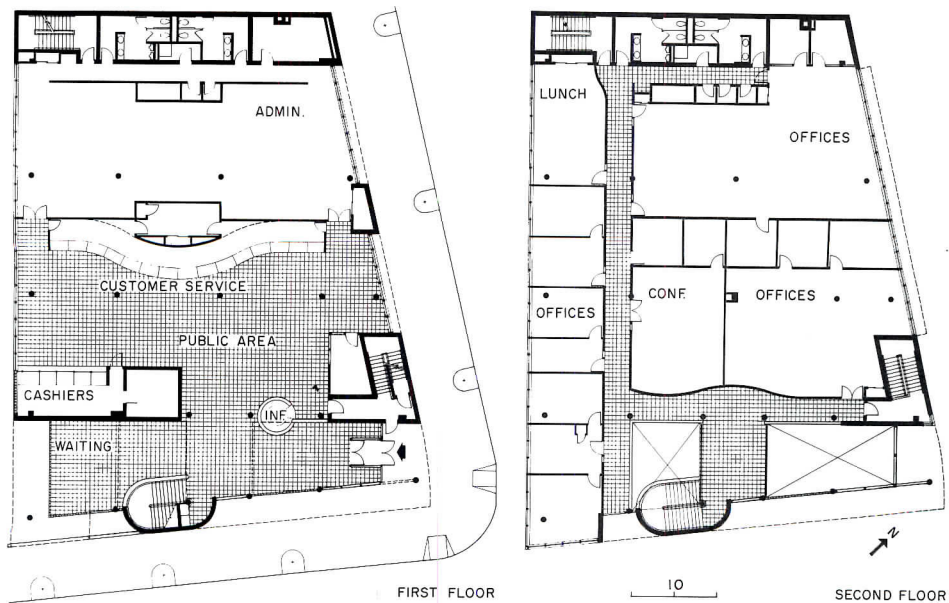 ADMIN.
CUSTOMER SERVICE
PUBLIC AREA
CASHIERS
INF.
WAITING
FIRST FLOOR
LUNCH
OFFICES
OFFICES
CONF.
OFFICES
N
10
SECOND FLOOR